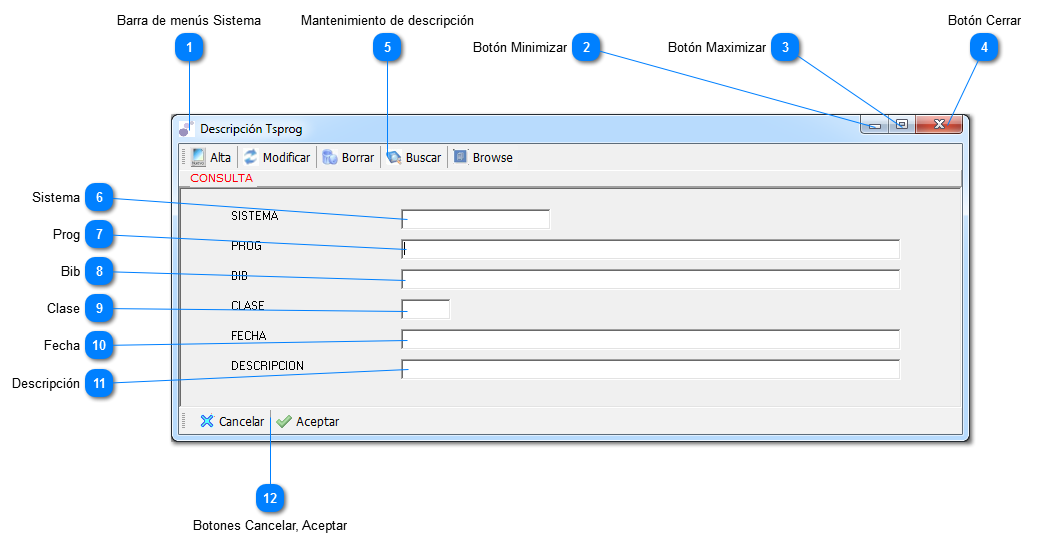 Barra de menús Sistema
Mantenimiento de descripción
Botón Cerrar
1
5
Botón Minimizar 2
Botón Maximizar 3
4
Descripción Tsprog
Alta Modificar Borrar Buscar Browse
CONSULTA
Sistema 6
SISTEMA
Prog 7
PROG
Bib 8
BIB
Clase 9
CLASE
Fecha 10
FECHA
Descripción 11
DESCRIPCION
Cancelar Aceptar
12
Botones Cancelar, Aceptar